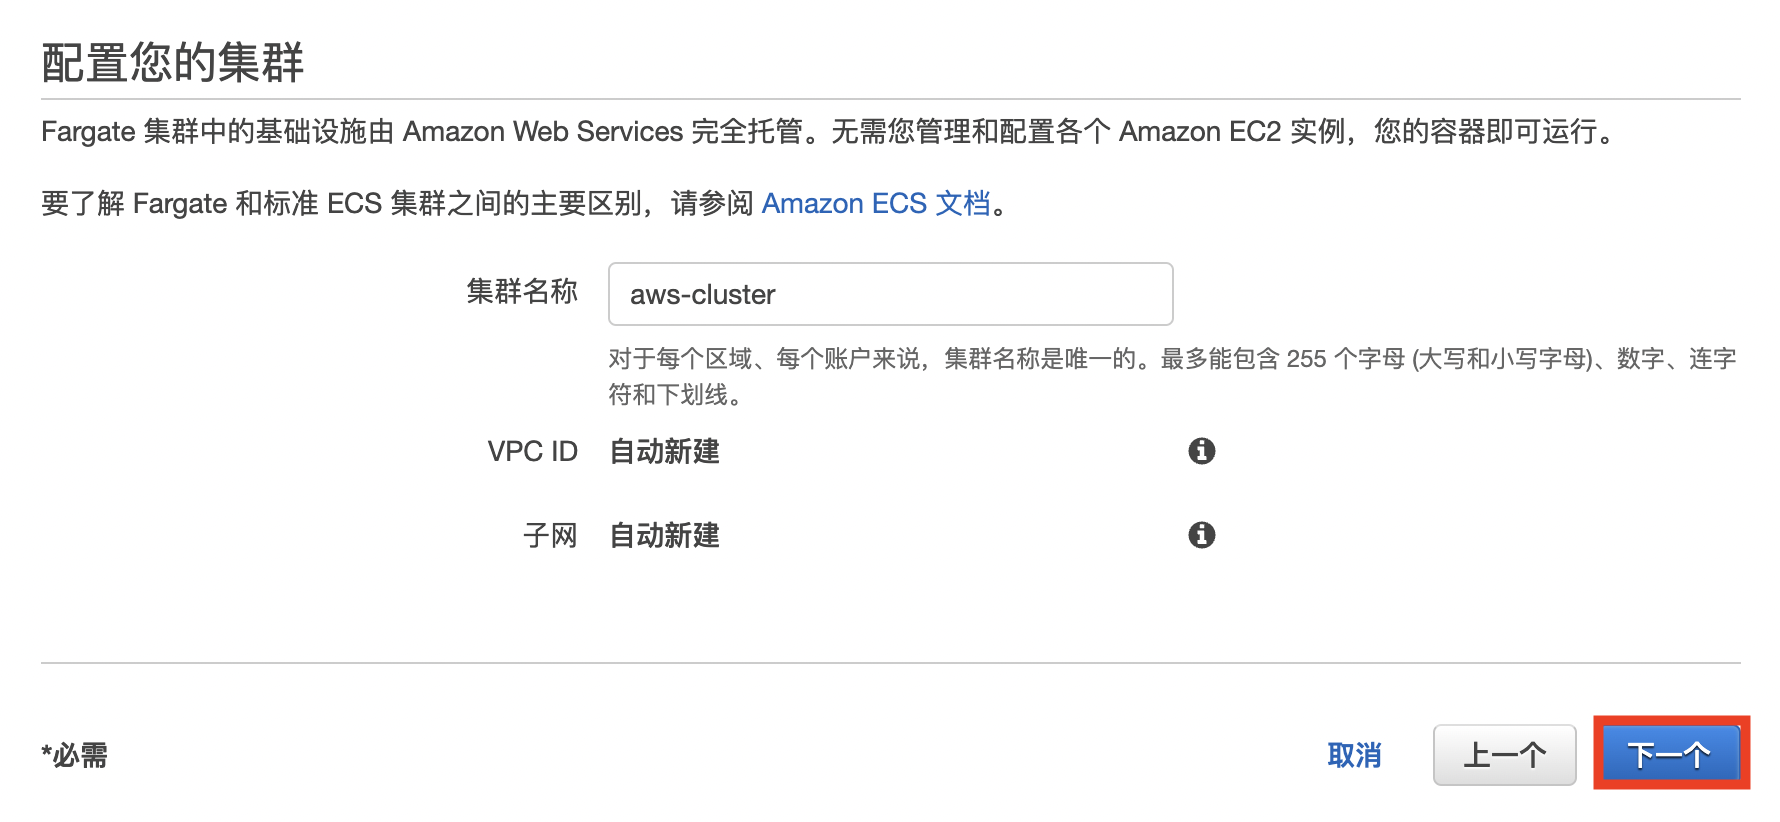 配置您的集群
Fargate 集群中的基础设施由 Amazon Web Services 完全托管。无需您管理和配置各个 Amazon EC2 实例，您的容器即可运行。
要了解 Fargate 和标准 ECS 集群之间的主要区别，请参阅 Amazon ECS 文档。
集群名称 aws-cluster
对于每个区域、每个账户来说，集群名称是唯一的。最多能包含 255 个字母 (大写和小写字母)、数字、连字
符和下划线。
VPC ID 自动新建
子网 自动新建
*必需 取消 上一个 下一个